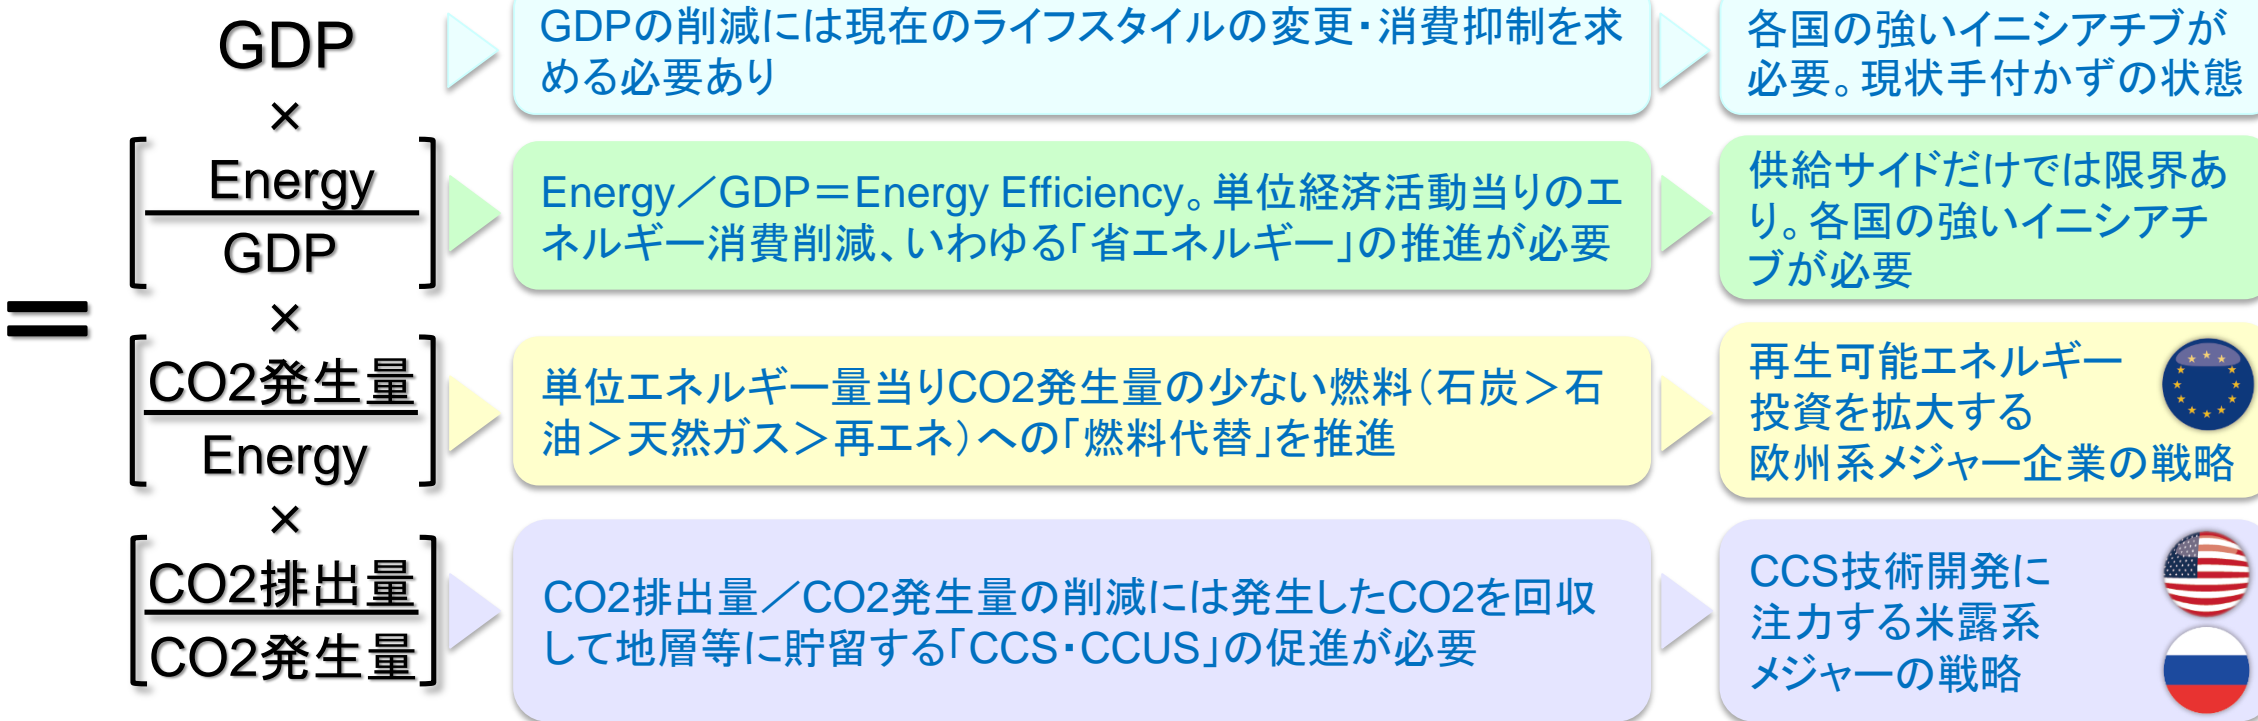 GDP
×
Energy
GDP
×
CO2発生量
Energy
×
CO2排出量
CO2発生量
=
GDPの削減には現在のライフスタイルの変更・消費抑制を求
める必要あり
各国の強いイニシアチブが
必要。現状手付かずの状態
Energy／GDP＝Energy Efficiency。単位経済活動当りのエ
ネルギー消費削減、いわゆる「省エネルギー」の推進が必要
供給サイドだけでは限界あ
り。各国の強いイニシアチ
ブが必要
単位エネルギー量当りCO2発生量の少ない燃料（石炭＞石
油＞天然ガス＞再エネ）への「燃料代替」を推進
再生可能エネルギー
投資を拡大する
欧州系メジャー企業の戦略
CO2排出量／CO2発生量の削減には発生したCO2を回収
して地層等に貯留する「CCS・CCUS」の促進が必要
CCS技術開発に
注力する米露系
メジャーの戦略